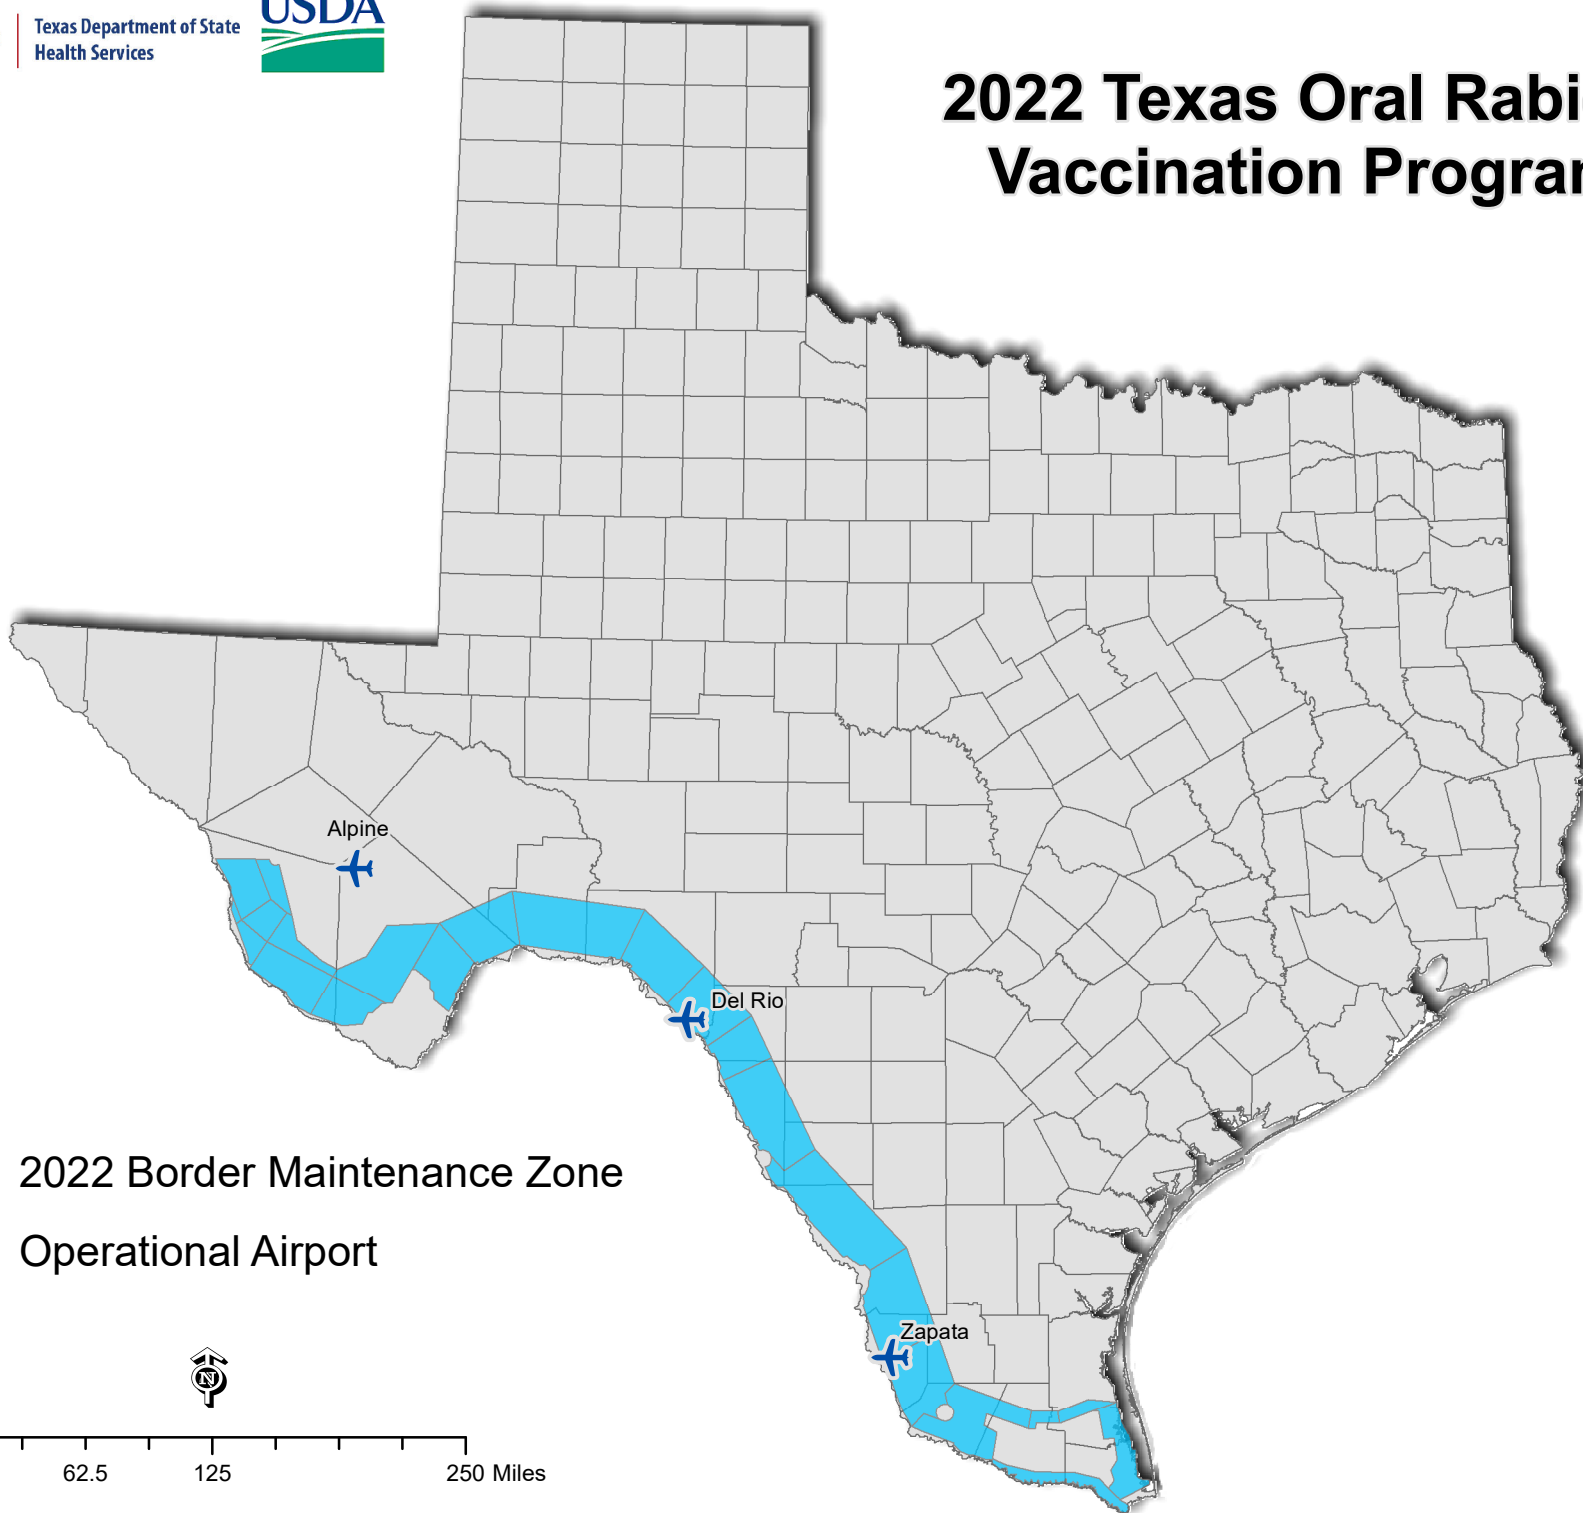 Texas Department of State
Health Services
USDA
2022 Texas Oral Rabi
Vaccination Program
Alpine
Del Rio
2022 Border Maintenance Zone
Operational Airport
Zapata
N
62.5 125 250 Miles